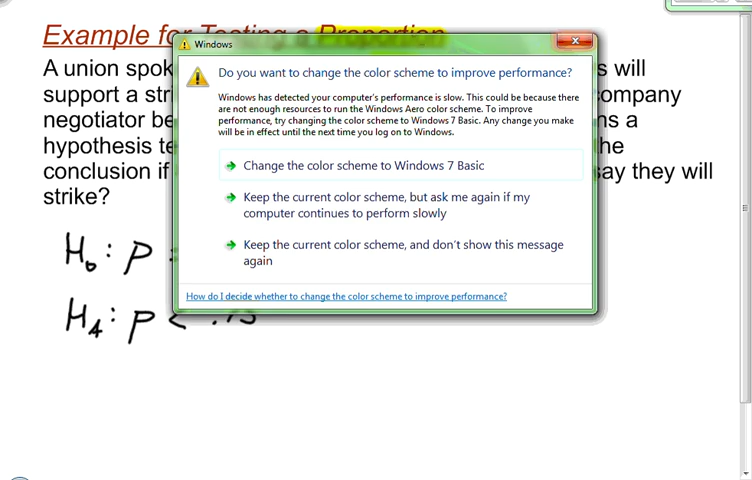 Example for Testing a Proportion
A union spok s will
support a str ompany
negotiator be ns a
hypothesis te he
conclusion if say they will
strike?
H₀: p
Hₐ: p < .75
Windows
Do you want to change the color scheme to improve performance?
Windows has detected your computer's performance is slow. This could be because there
are not enough resources to run the Windows Aero color scheme. To improve
performance, try changing the color scheme to Windows 7 Basic. Any change you make
will be in effect until the next time you log on to Windows.
Change the color scheme to Windows 7 Basic
Keep the current color scheme, but ask me again if my
computer continues to perform slowly
Keep the current color scheme, and don't show this message
again
How do I decide whether to change the color scheme to improve performance?